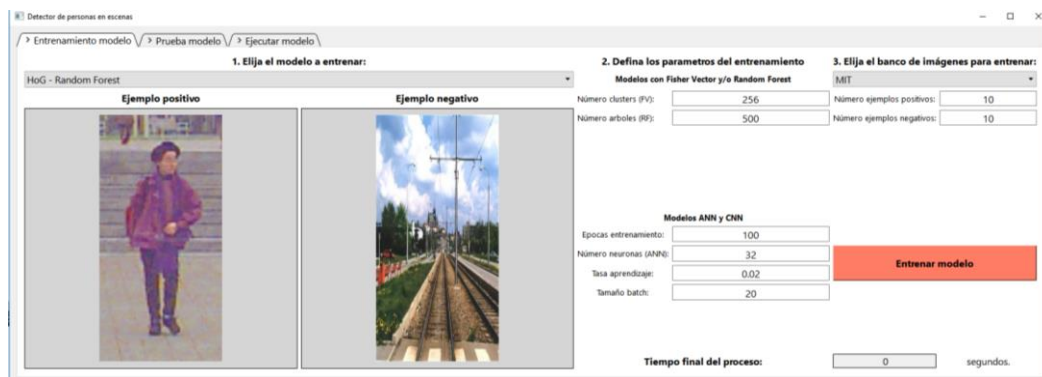 Detector de personas en escenas
> Entrenamiento modelo
> Prueba modelo
> Ejecutar modelo
1. Elija el modelo a entrenar:
HoG - Random Forest
Ejemplo positivo
Ejemplo negativo
2. Defina los parametros del entrenamiento
Modelos con Fisher Vector y/o Random Forest
Número clusters (FV): 256
Número arboles (RF): 500
Modelos ANN y CNN
Epocas entrenamiento: 100
Número neuronas (ANN): 32
Tasa aprendizaje: 0.02
Tamaño batch: 20
3. Elija el banco de imágenes para entrenar:
MIT
Número ejemplos positivos: 10
Número ejemplos negativos: 10
Entrenar modelo
Tiempo final del proceso: 0 segundos.